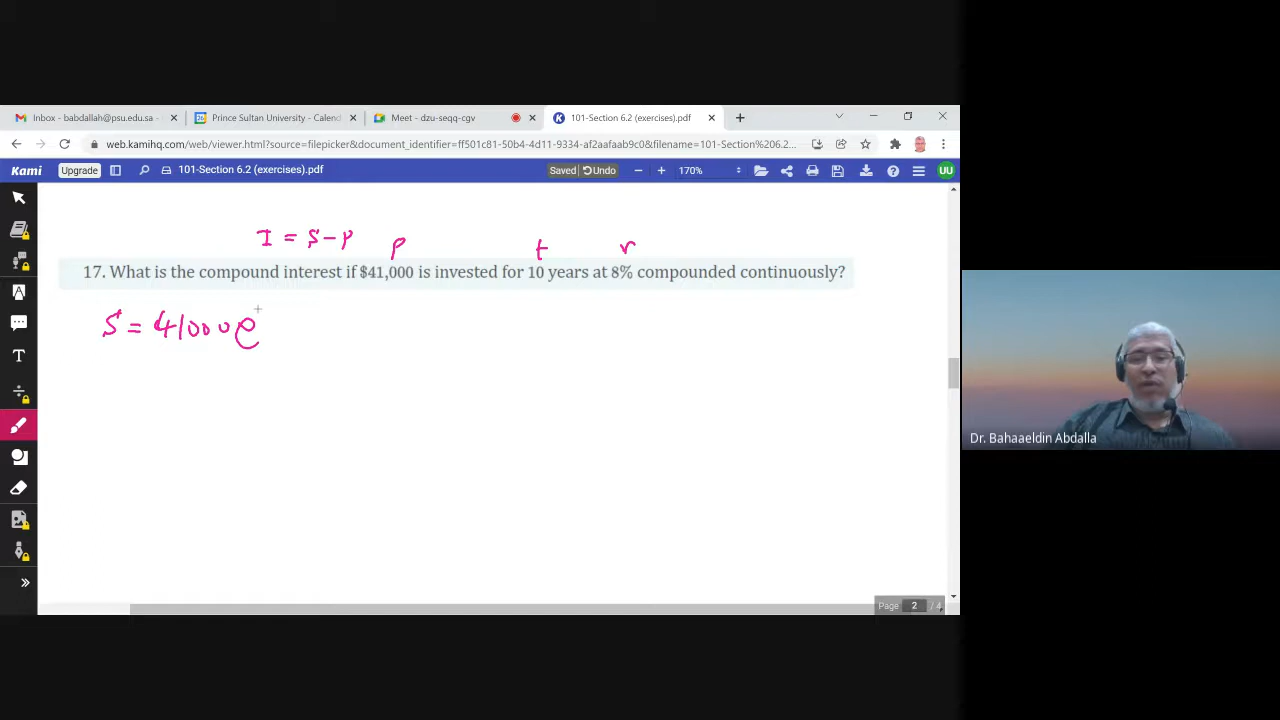 Inbox - babdallah@psu.edu.sa -
Prince Sultan University - Calend
Meet - dzu-seqq-cgv
101-Section 6.2 (exercises).pdf
web.kamihq.com/web/viewer.html?source=filepicker&document_identifier=ff501c81-50b4-4d11-9334-af2aafaab9c0&filename=101-Section%206.2...
Kami
Upgrade
101-Section 6.2 (exercises).pdf
Saved Undo
170%
UU
I = S - P P t r
17. What is the compound interest if $41,000 is invested for 10 years at 8% compounded continuously?
S = 41000 e
Dr. Bahaaeldin Abdalla
Page 2 / 4